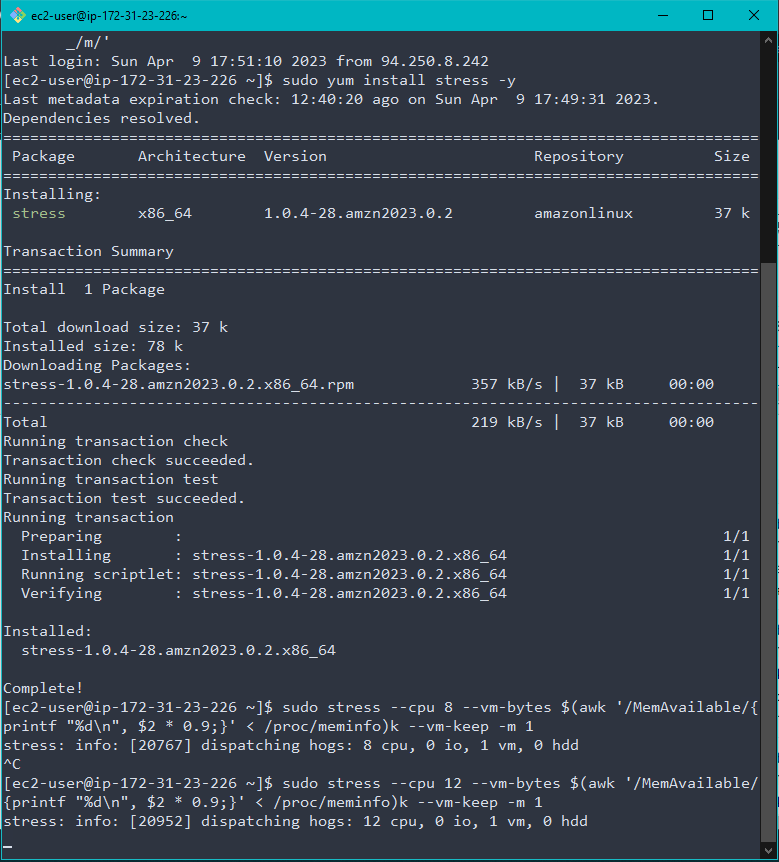 ec2-user@ip-172-31-23-226:~
_/m/'
Last login: Sun Apr  9 17:51:10 2023 from 94.250.8.242
[ec2-user@ip-172-31-23-226 ~]$ sudo yum install stress -y
Last metadata expiration check: 12:40:20 ago on Sun Apr  9 17:49:31 2023.
Dependencies resolved.
====================================================================================
 Package       Architecture  Version                       Repository          Size
====================================================================================
Installing:
 stress        x86_64        1.0.4-28.amzn2023.0.2         amazonlinux         37 k

Transaction Summary
====================================================================================
Install  1 Package

Total download size: 37 k
Installed size: 78 k
Downloading Packages:
stress-1.0.4-28.amzn2023.0.2.x86_64.rpm             357 kB/s |  37 kB     00:00
------------------------------------------------------------------------------------
Total                                               219 kB/s |  37 kB     00:00
Running transaction check
Transaction check succeeded.
Running transaction test
Transaction test succeeded.
Running transaction
  Preparing        :                                                            1/1
  Installing       : stress-1.0.4-28.amzn2023.0.2.x86_64                        1/1
  Running scriptlet: stress-1.0.4-28.amzn2023.0.2.x86_64                        1/1
  Verifying        : stress-1.0.4-28.amzn2023.0.2.x86_64                        1/1

Installed:
  stress-1.0.4-28.amzn2023.0.2.x86_64

Complete!
[ec2-user@ip-172-31-23-226 ~]$ sudo stress --cpu 8 --vm-bytes $(awk '/MemAvailable/{
printf "%d\n", $2 * 0.9;}' < /proc/meminfo)k --vm-keep -m 1
stress: info: [20767] dispatching hogs: 8 cpu, 0 io, 1 vm, 0 hdd
^C
[ec2-user@ip-172-31-23-226 ~]$ sudo stress --cpu 12 --vm-bytes $(awk '/MemAvailable/
{printf "%d\n", $2 * 0.9;}' < /proc/meminfo)k --vm-keep -m 1
stress: info: [20952] dispatching hogs: 12 cpu, 0 io, 1 vm, 0 hdd